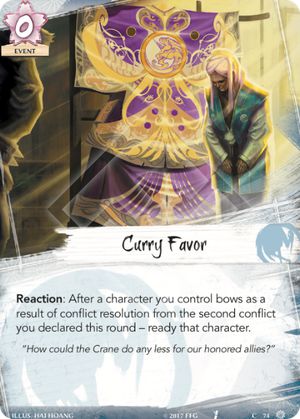 0
EVENT
Curry Favor
Reaction: After a character you control bows as a
result of conflict resolution from the second conflict
you declared this round – ready that character.
“How could the Crane do any less for our honored allies?”
ILLUS. HAI HOANG © 2017 FFG C 74